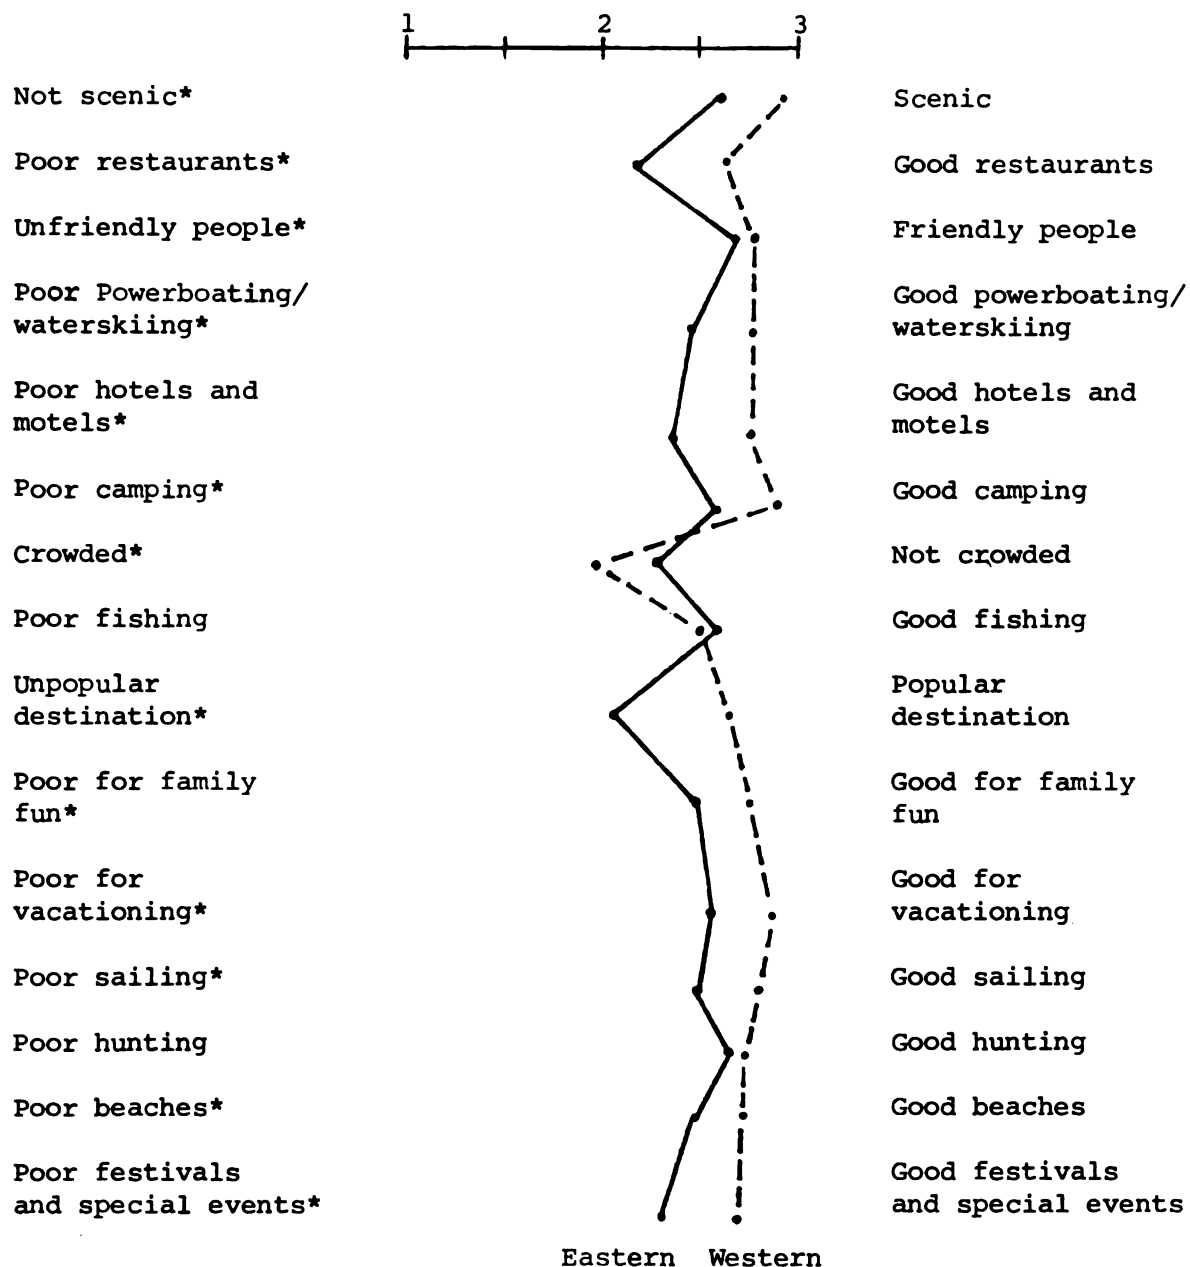 1 2 3
Not scenic* Scenic
Poor restaurants* Good restaurants
Unfriendly people* Friendly people
Poor Powerboating/ Good powerboating/
waterskiing* waterskiing
Poor hotels and Good hotels and
motels* motels
Poor camping* Good camping
Crowded* Not crowded
Poor fishing Good fishing
Unpopular Popular
destination* destination
Poor for family Good for family
fun* fun
Poor for Good for
vacationing* vacationing
Poor sailing* Good sailing
Poor hunting Good hunting
Poor beaches* Good beaches
Poor festivals Good festivals
and special events* and special events
Eastern Western